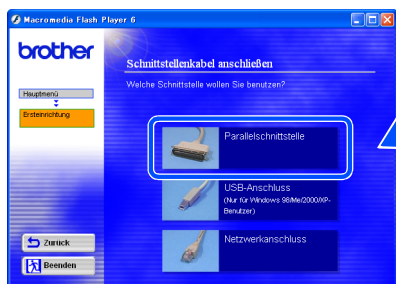 Macromedia Flash Player 6
brother
Schnittstellenkabel anschließen
Welche Schnittstelle wollen Sie benutzen?
Hauptmenü
Ersteinrichtung
Parallelschnittstelle
USB-Anschluss
(Nur für Windows 98/Me/2000/XP-
Benutzer)
Netzwerkanschluss
Zurück
Beenden